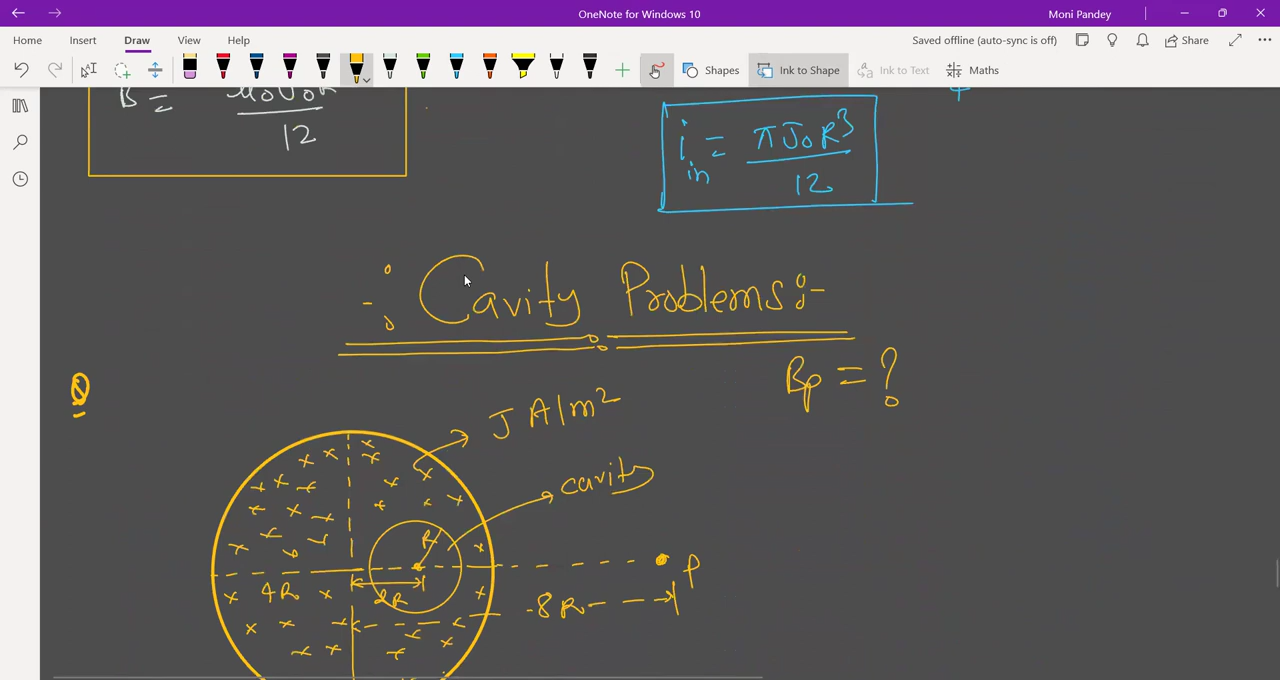 OneNote for Windows 10
Moni Pandey
Home Insert Draw View Help
Saved offline (auto-sync is off)
Share
Shapes
Ink to Shape
Ink to Text
Maths
B = μ₀J₀R / 12
i in = πJ₀R³ / 12
-: Cavity Problems :-
Bp = ?
Q
J A/m²
cavity
R
P
4R
2R
8R